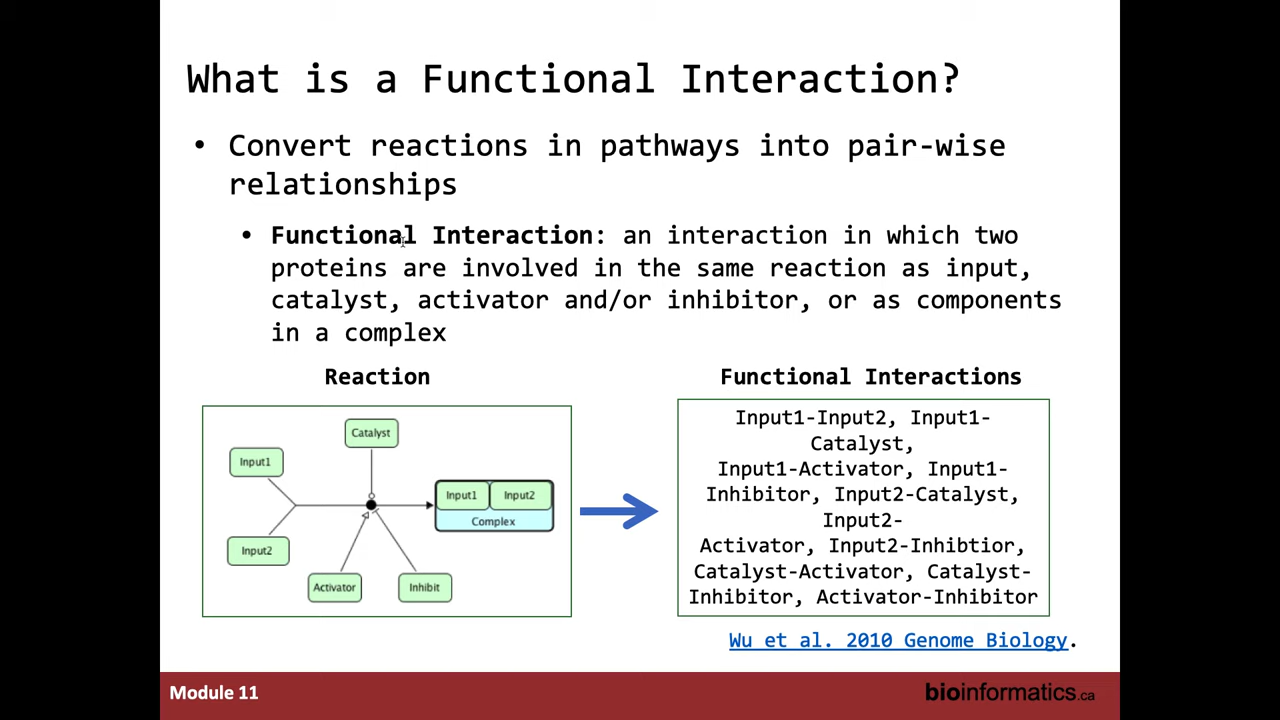 What is a Functional Interaction?
• Convert reactions in pathways into pair-wise
relationships
• Functional Interaction: an interaction in which two
proteins are involved in the same reaction as input,
catalyst, activator and/or inhibitor, or as components
in a complex
Reaction
Catalyst
Input1
Input1
Input2
Complex
Input2
Activator
Inhibit
Functional Interactions
Input1-Input2, Input1-
Catalyst,
Input1-Activator, Input1-
Inhibitor, Input2-Catalyst,
Input2-
Activator, Input2-Inhibtior,
Catalyst-Activator, Catalyst-
Inhibitor, Activator-Inhibitor
Wu et al. 2010 Genome Biology.
Module 11
bioinformatics.ca